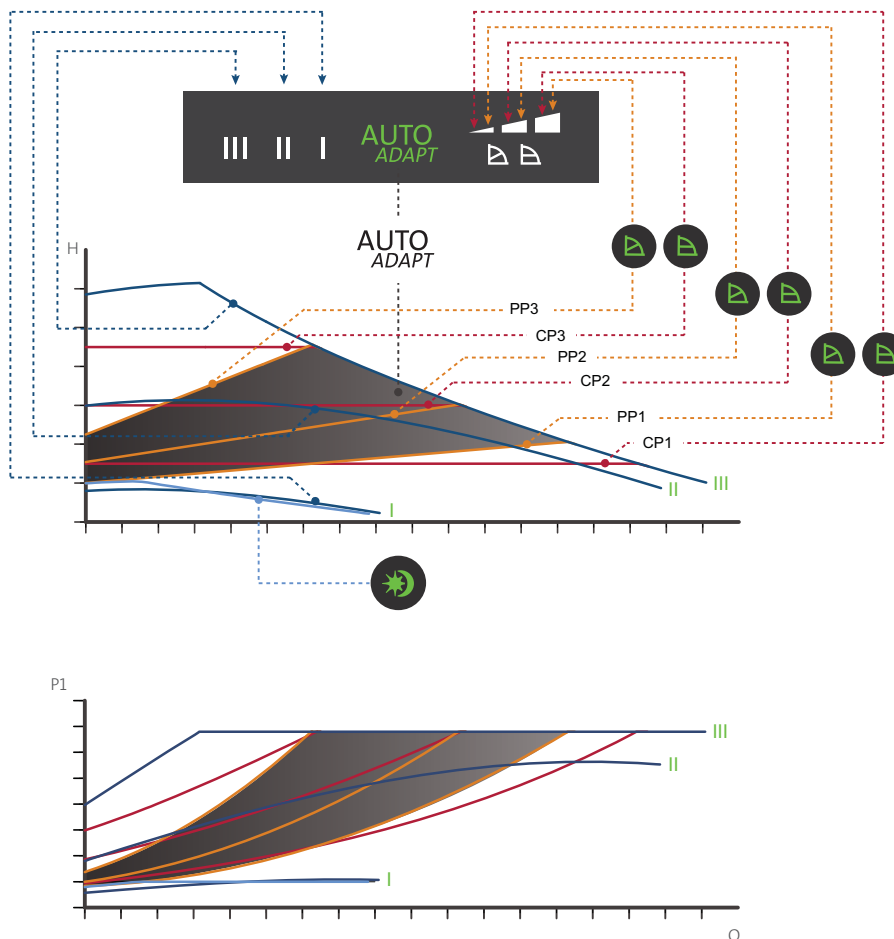 III II I AUTO
ADAPT
AUTO
ADAPT
H
PP3
CP3
PP2
CP2
PP1
CP1
III
II
I
P1
III
II
I
Q